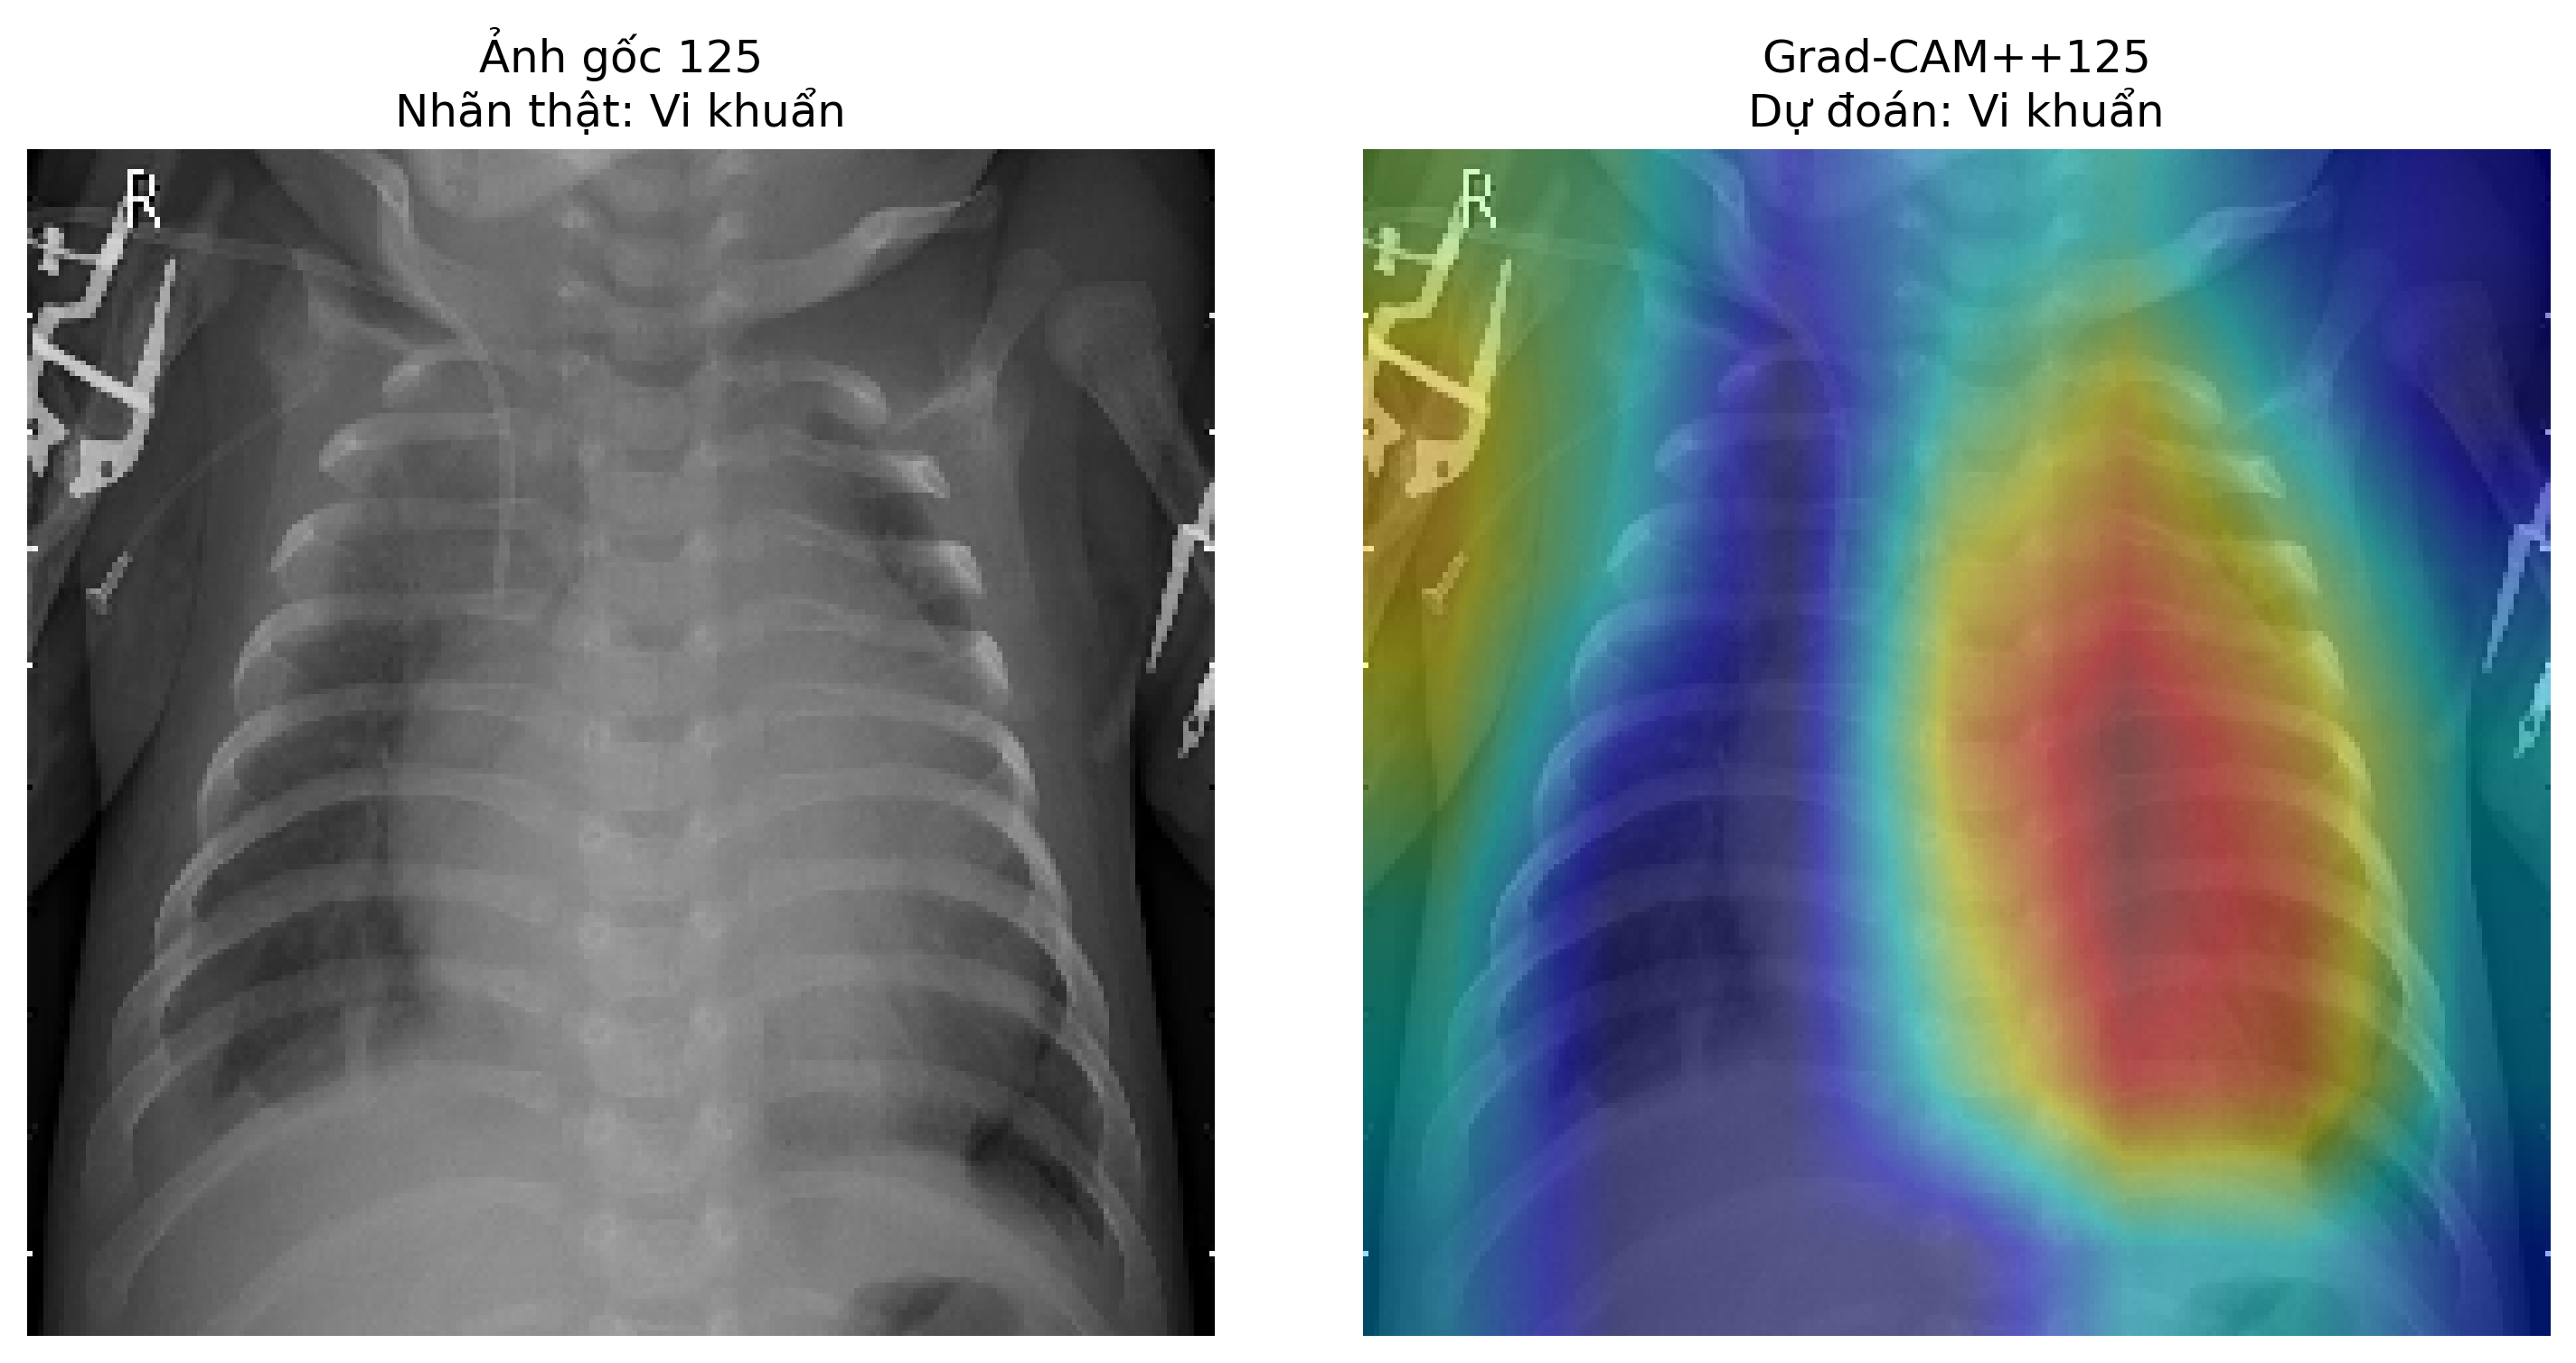 Ảnh gốc 125
Nhãn thật: Vi khuẩn
R
Grad-CAM++125
Dự đoán: Vi khuẩn
R